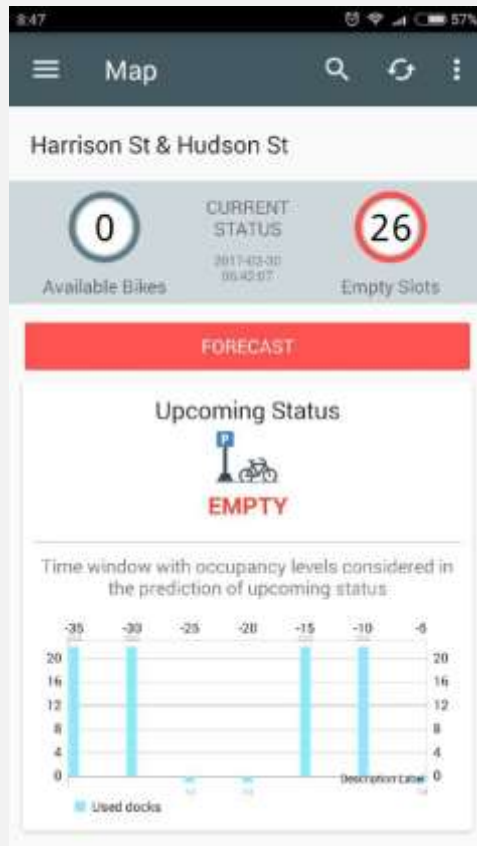 8:47 57%
Map
Harrison St & Hudson St
0
CURRENT STATUS
26
Available Bikes
Empty Slots
FORECAST
Upcoming Status
P
EMPTY
Time window with occupancy levels considered in
the prediction of upcoming status
-35 -30 -25 -20 -15 -10 -5
20 20
16 16
12 12
8 8
4 4
0 Description Label 0
Used docks